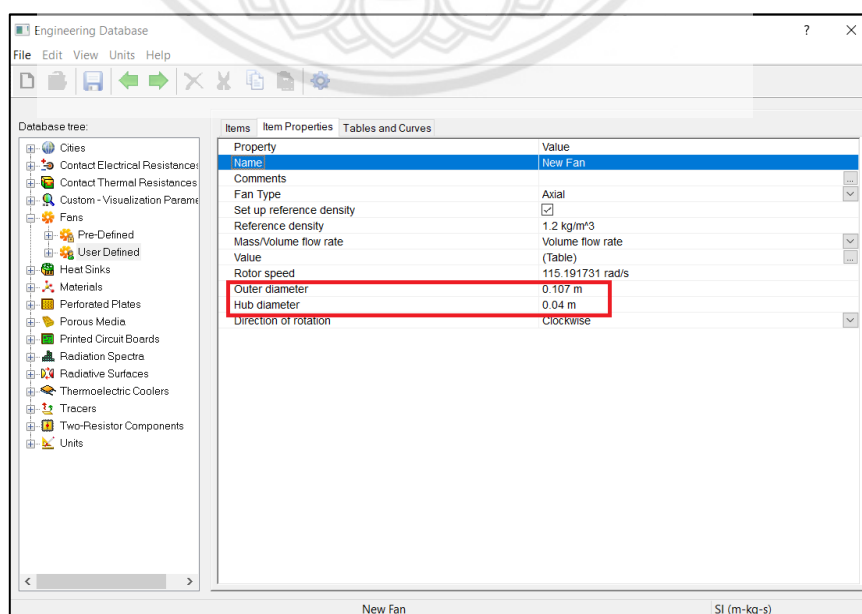 Engineering Database
?
File Edit View Units Help
Database tree:
Cities
Contact Electrical Resistances
Contact Thermal Resistances
Custom - Visualization Parame
Fans
Pre-Defined
User Defined
Heat Sinks
Materials
Perforated Plates
Porous Media
Printed Circuit Boards
Radiation Spectra
Radiative Surfaces
Thermoelectric Coolers
Tracers
Two-Resistor Components
Units
Items Item Properties Tables and Curves
Property Value
Name New Fan
Comments ...
Fan Type Axial
Set up reference density
Reference density 1.2 kg/m^3
Mass/Volume flow rate Volume flow rate
Value (Table) ...
Rotor speed 115.191731 rad/s
Outer diameter 0.107 m
Hub diameter 0.04 m
Direction of rotation Clockwise
New Fan SI (m-kg-s)